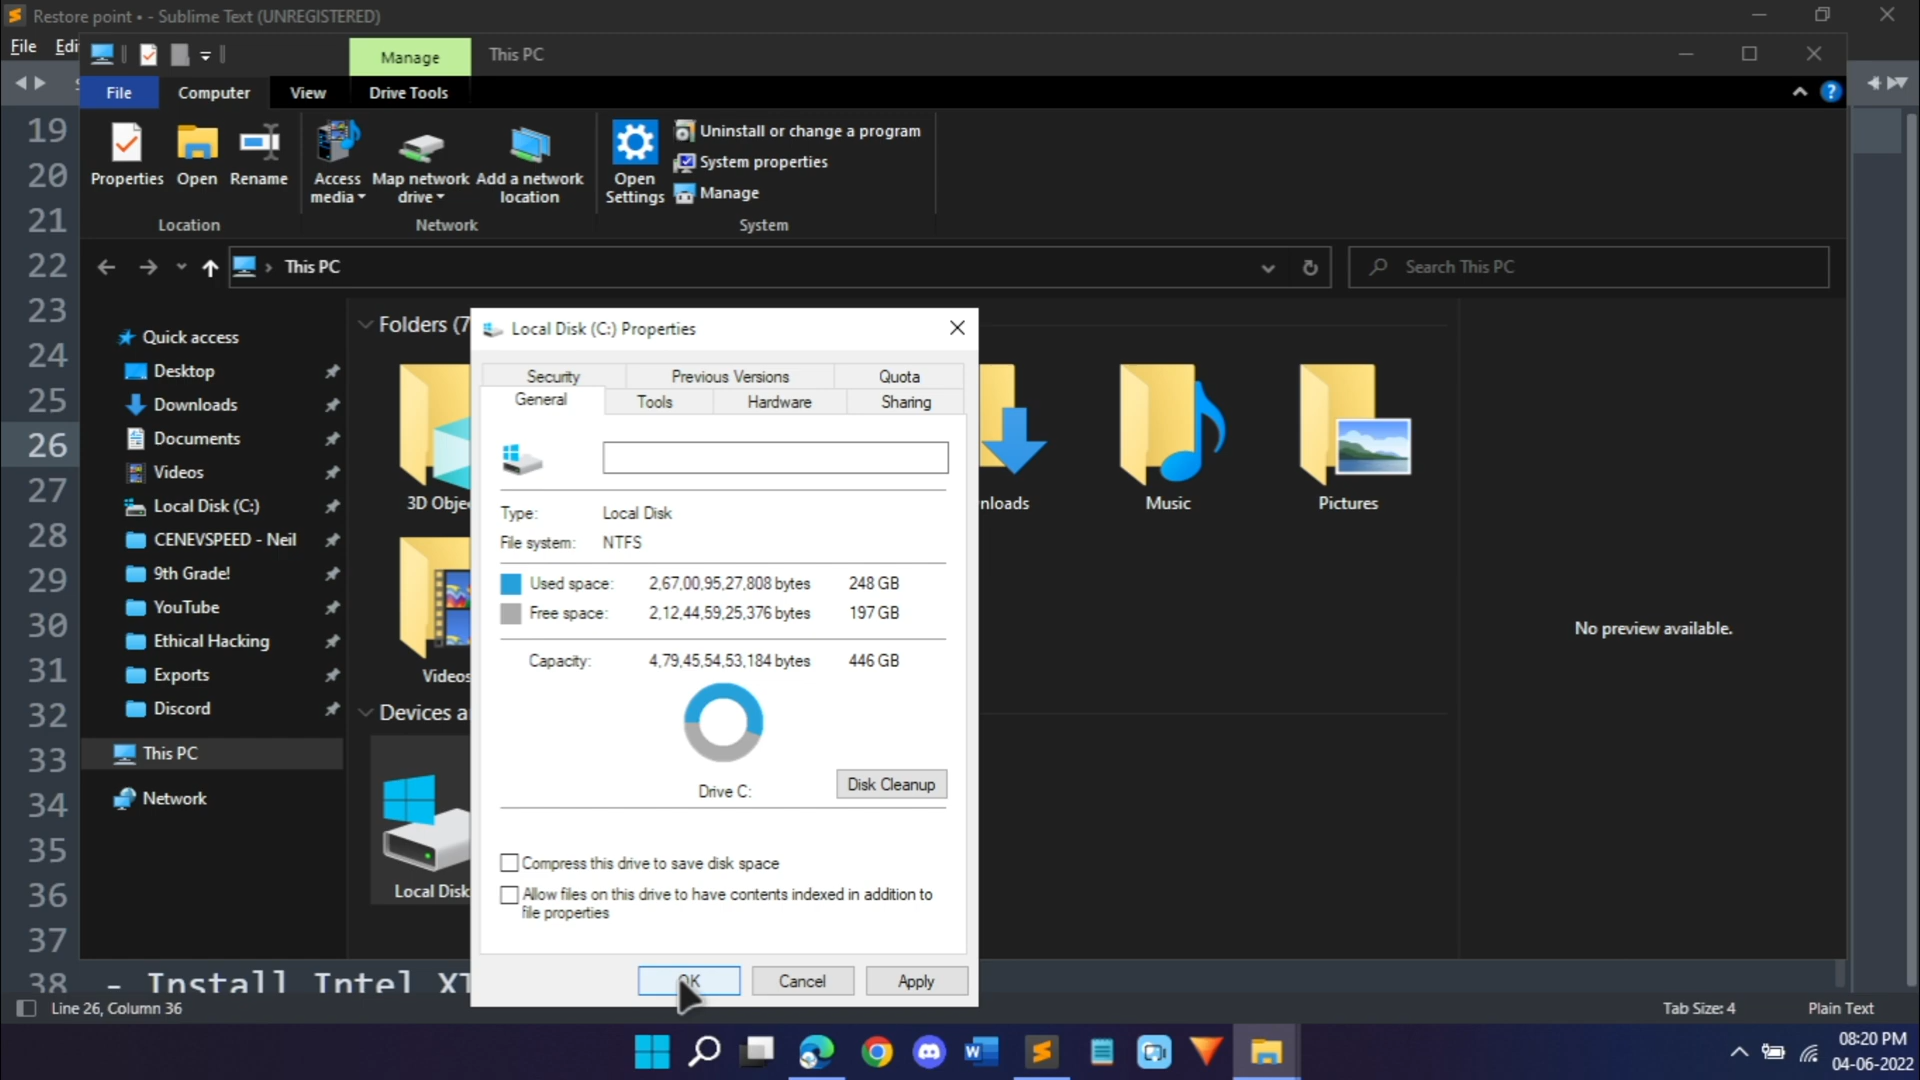 Restore point • - Sublime Text (UNREGISTERED)
File
Manage
This PC
File
Computer
View
Drive Tools
Properties
Open
Rename
Access media
Map network drive
Add a network location
Open Settings
Uninstall or change a program
System properties
Manage
Location
Network
System
This PC
Search This PC
19
20
21
22
23
24
25
26
27
28
29
30
31
32
33
34
35
36
37
38
Quick access
Desktop
Downloads
Documents
Videos
Local Disk (C:)
CENEVSPEED - Neil
9th Grade!
YouTube
Ethical Hacking
Exports
Discord
This PC
Network
Folders (7
3D Obje
nloads
Music
Pictures
Videos
Devices a
Local Disk
No preview available.
Local Disk (C:) Properties
Security
Previous Versions
Quota
General
Tools
Hardware
Sharing
Type: Local Disk
File system: NTFS
Used space: 2,67,00,95,27,808 bytes 248 GB
Free space: 2,12,44,59,25,376 bytes 197 GB
Capacity: 4,79,45,54,53,184 bytes 446 GB
Drive C:
Disk Cleanup
Compress this drive to save disk space
Allow files on this drive to have contents indexed in addition to
file properties
OK
Cancel
Apply
- Install Intel
Line 26, Column 36
Tab Size: 4
Plain Text
08:20 PM
04-06-2022